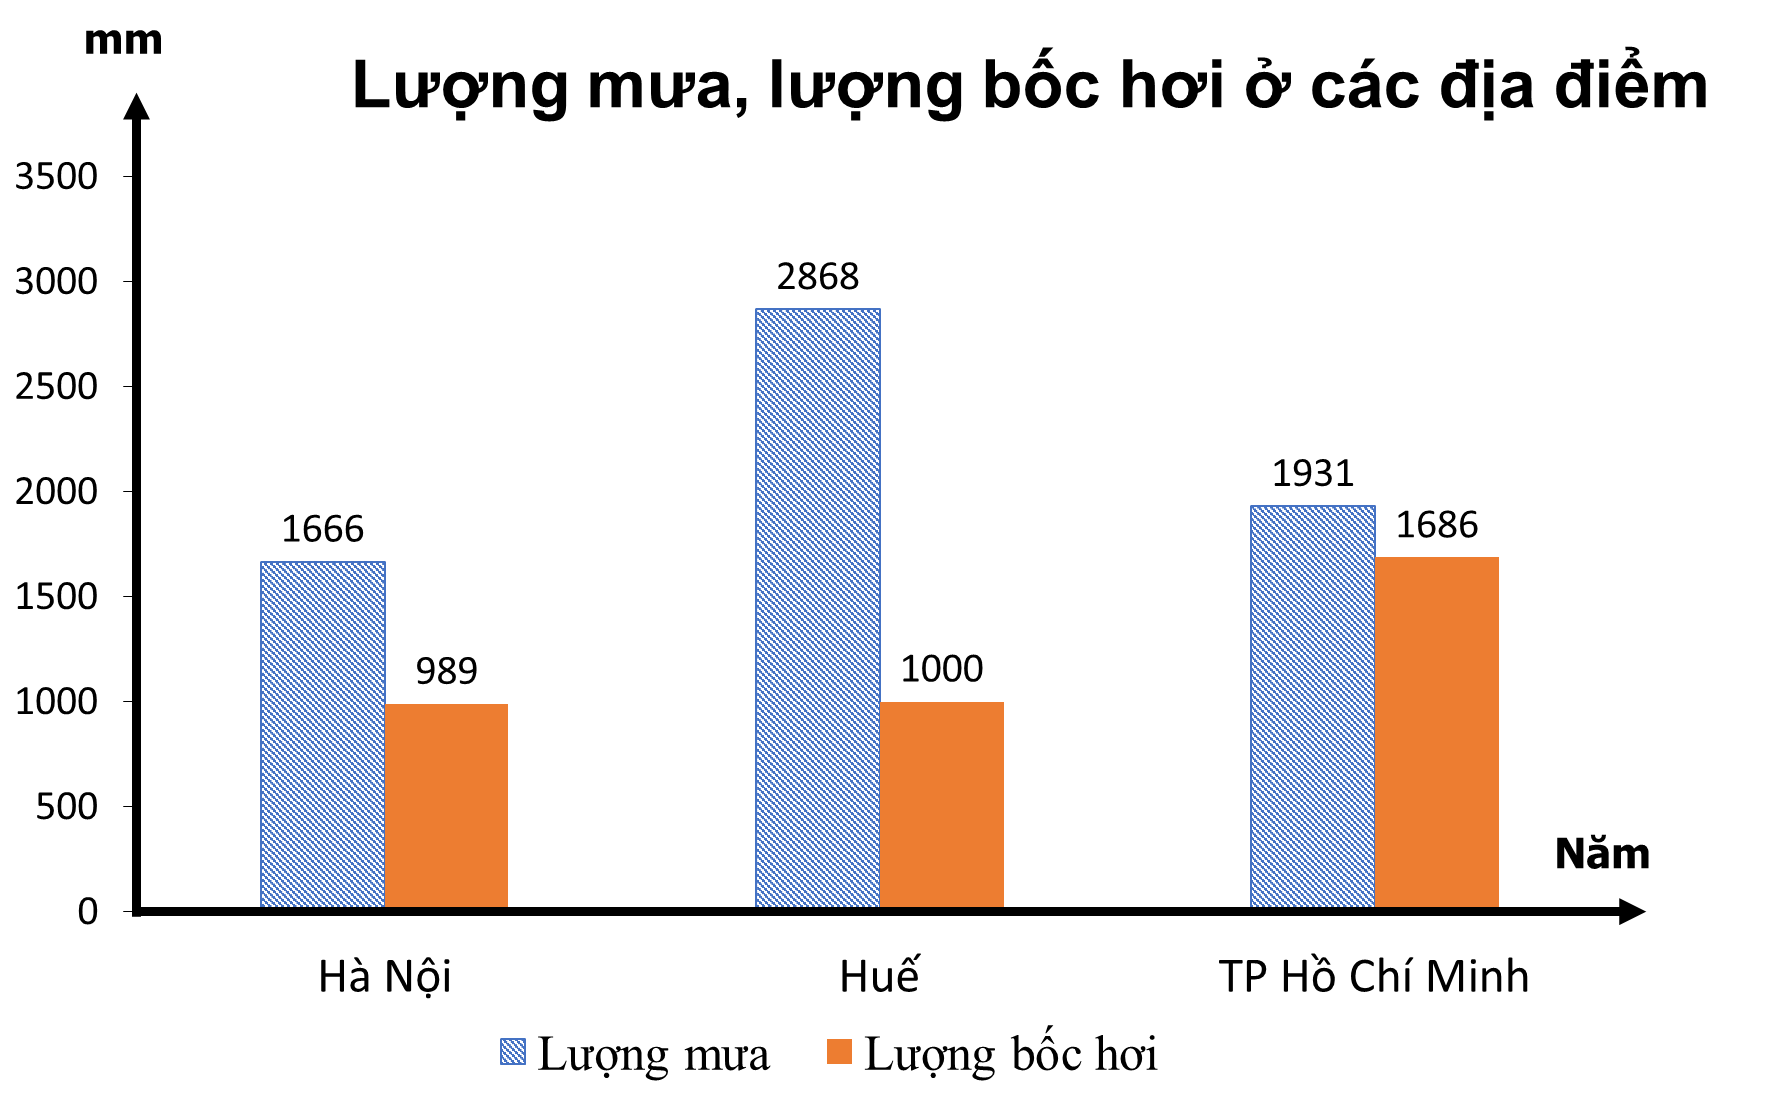 mm
Lượng mưa, lượng bốc hơi ở các địa điểm
3500
3000
2500
2000
1500
1000
500
0
1666
989
2868
1000
1931
1686
Năm
Hà Nội Huế TP Hồ Chí Minh
Lượng mưa Lượng bốc hơi